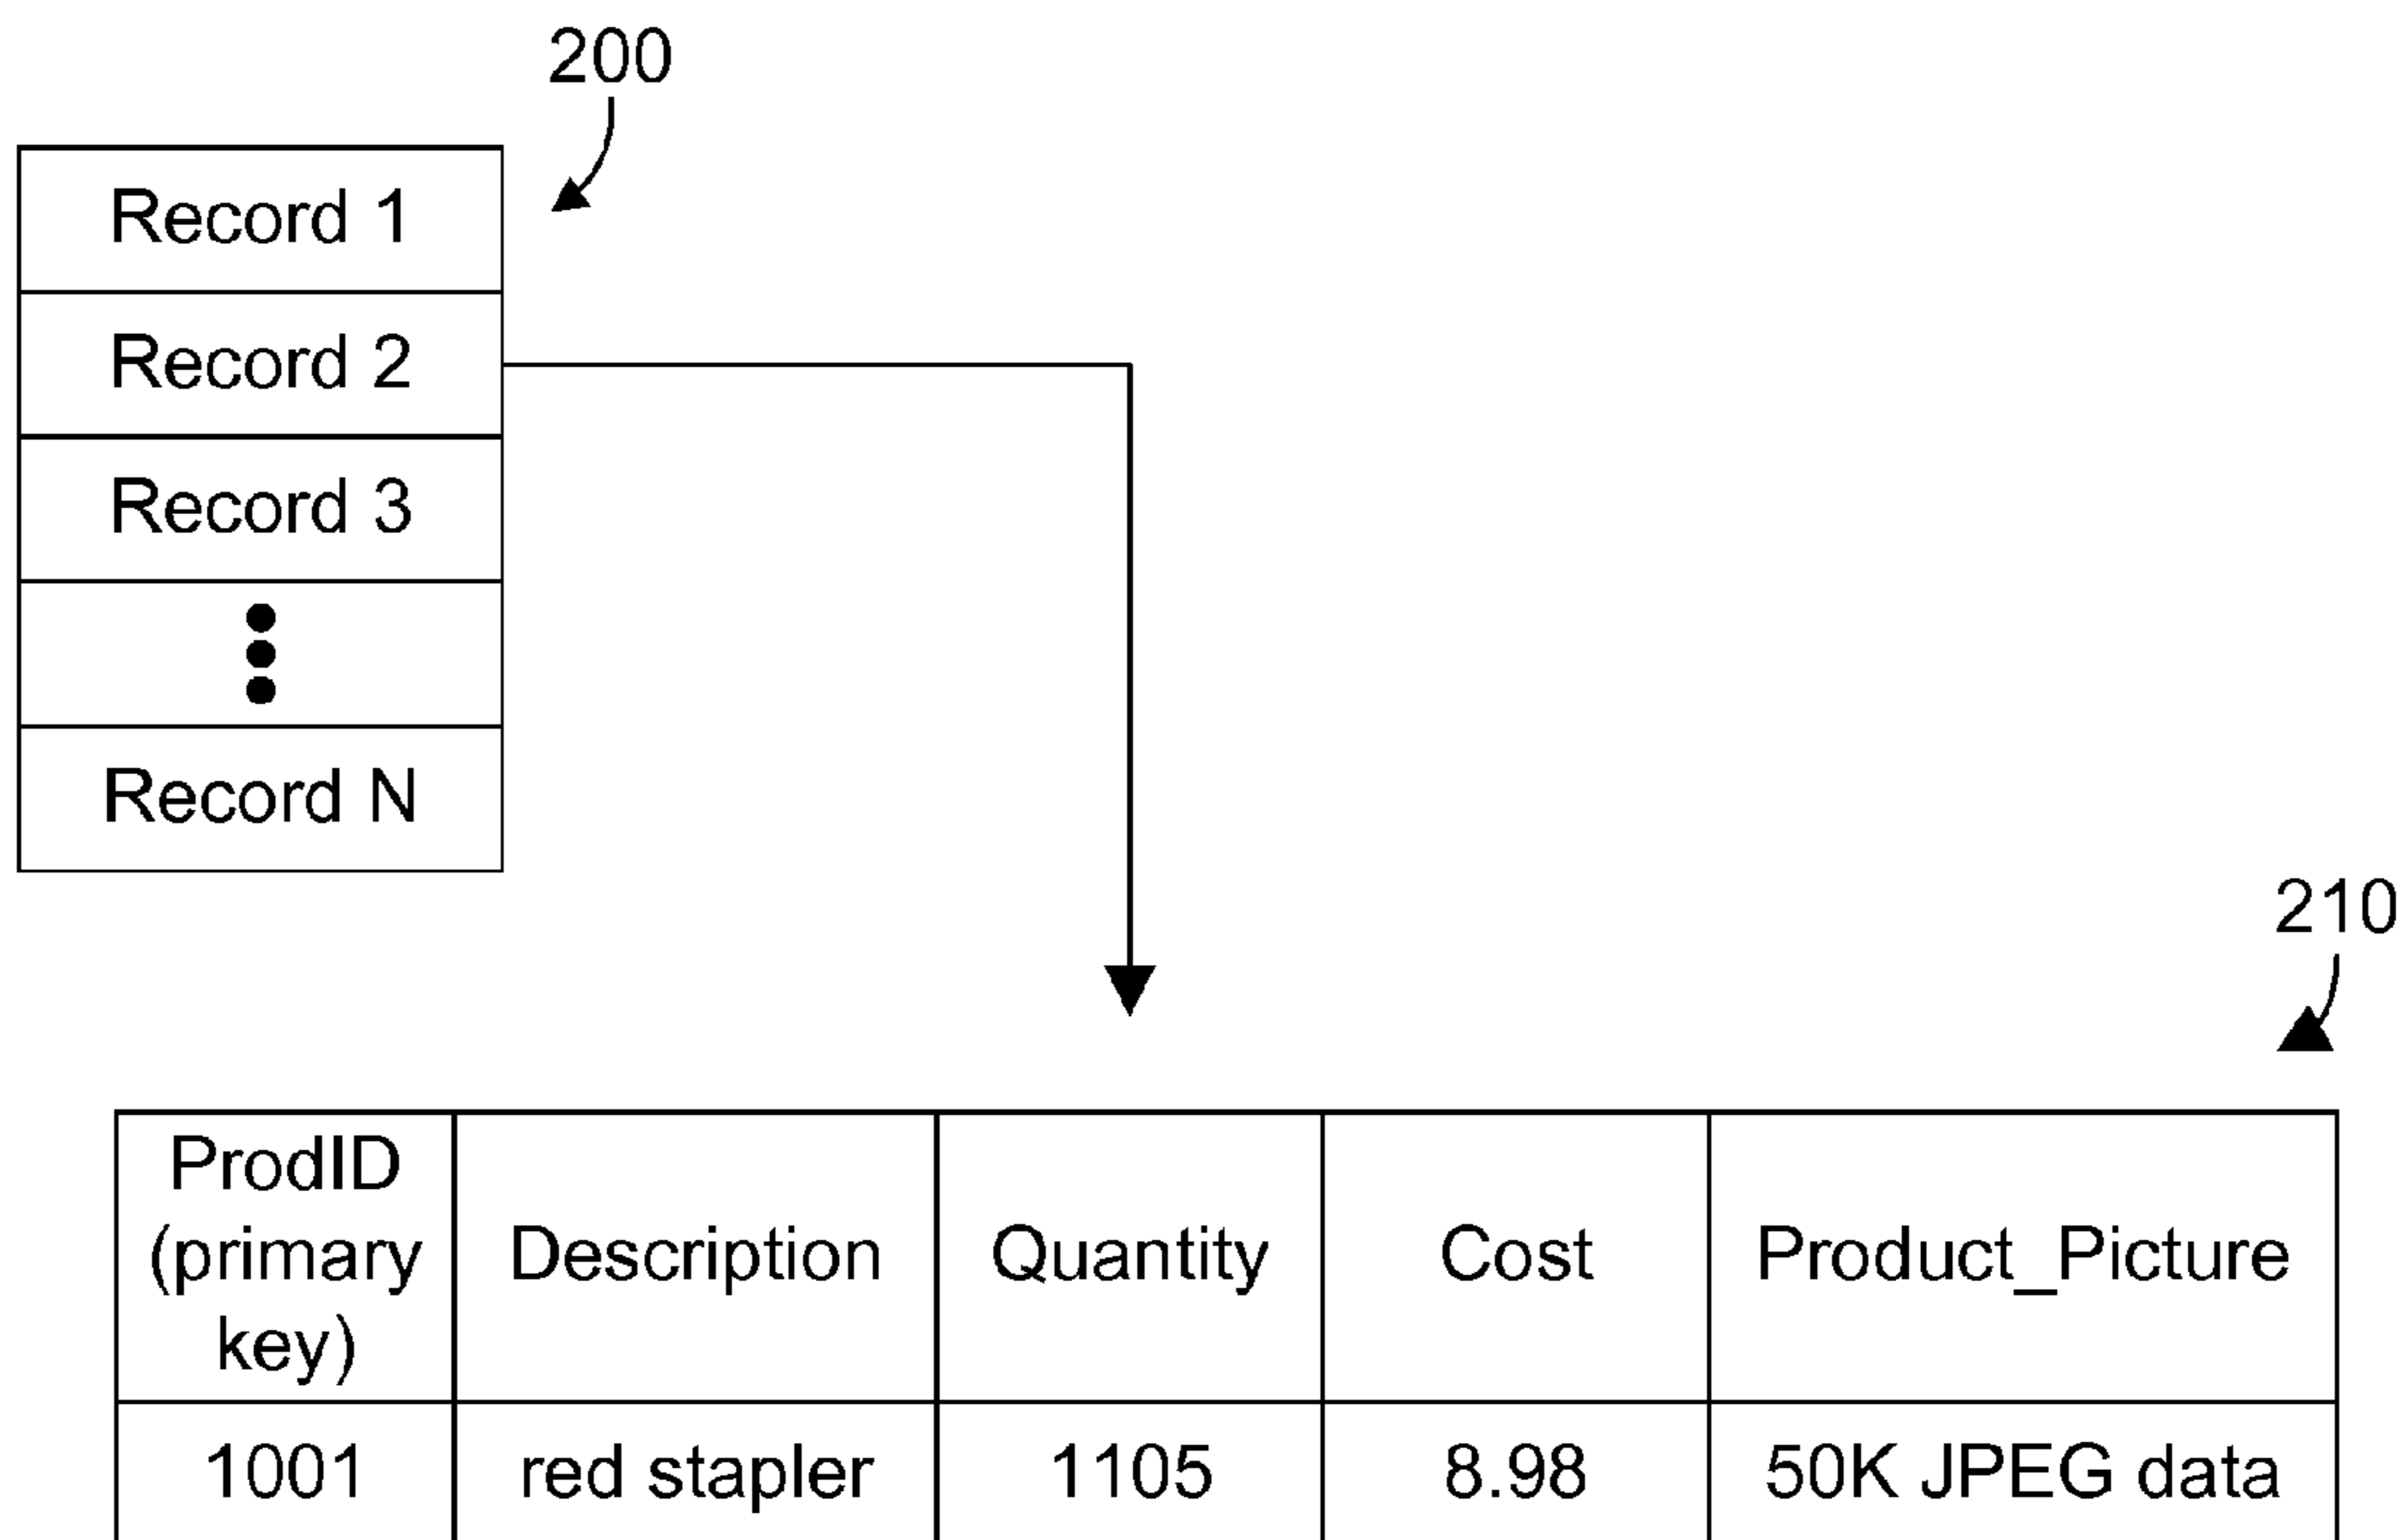 200
Record 1
Record 2
Record 3
Record N
210
ProdID
(primary
key)
Description
Quantity
Cost
Product_Picture
1001
red stapler
1105
8.98
50K JPEG data